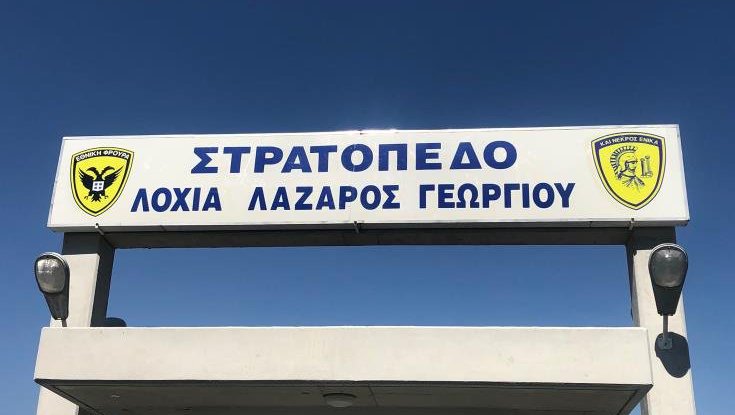 ΣΤΡΑΤΟΠΕΔΟ
ΛΟΧΙΑ ΛΑΖΑΡΟΣ ΓΕΩΡΓΙΟΥ
ΕΘΝΙΚΗ ΦΡΟΥΡΑ
ΚΑΙ ΝΕΚΡΟΣ ΕΝΙΚΑ